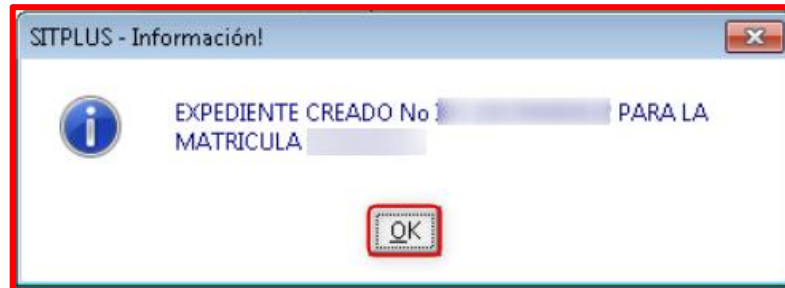 SITPLUS - Información!
EXPEDIENTE CREADO No PARA LA
MATRICULA
OK